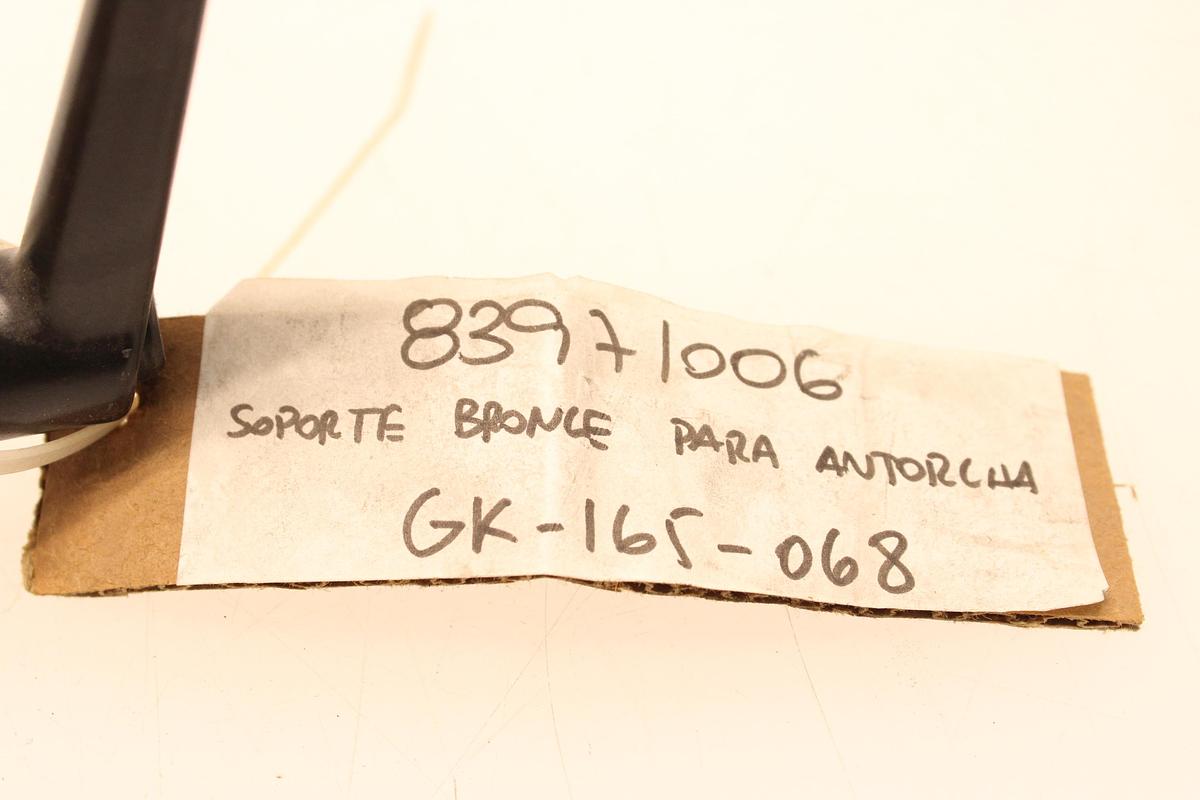 83971006
SOPORTE BRONCE PARA ANTORCHA
GK-165-068